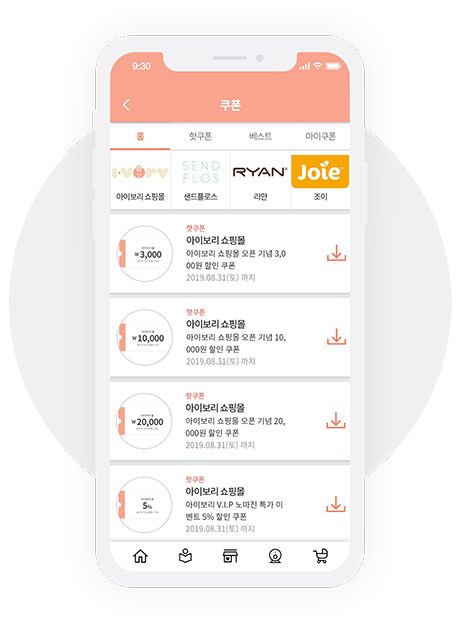 9:30
쿠폰
홈 핫쿠폰 베스트 마이쿠폰
I·VORY SEND FLOS RYAN® Joie™
아이보리 쇼핑몰 샌드플로스 리안 조이
핫쿠폰
아이보리 쇼핑몰
아이보리 쇼핑몰 오픈 기념 3,0
00원 할인 쿠폰
2019.08.31(토) 까지
₩3,000
핫쿠폰
아이보리 쇼핑몰
아이보리 쇼핑몰 오픈 기념 10,
000원 할인 쿠폰
2019.08.31(토) 까지
₩10,000
핫쿠폰
아이보리 쇼핑몰
아이보리 쇼핑몰 오픈 기념 20,
000원 할인 쿠폰
2019.08.31(토) 까지
₩20,000
핫쿠폰
아이보리 쇼핑몰
아이보리 V.I.P 노마진 특가 이
벤트 5% 할인 쿠폰
2019.08.31(토) 까지
5%